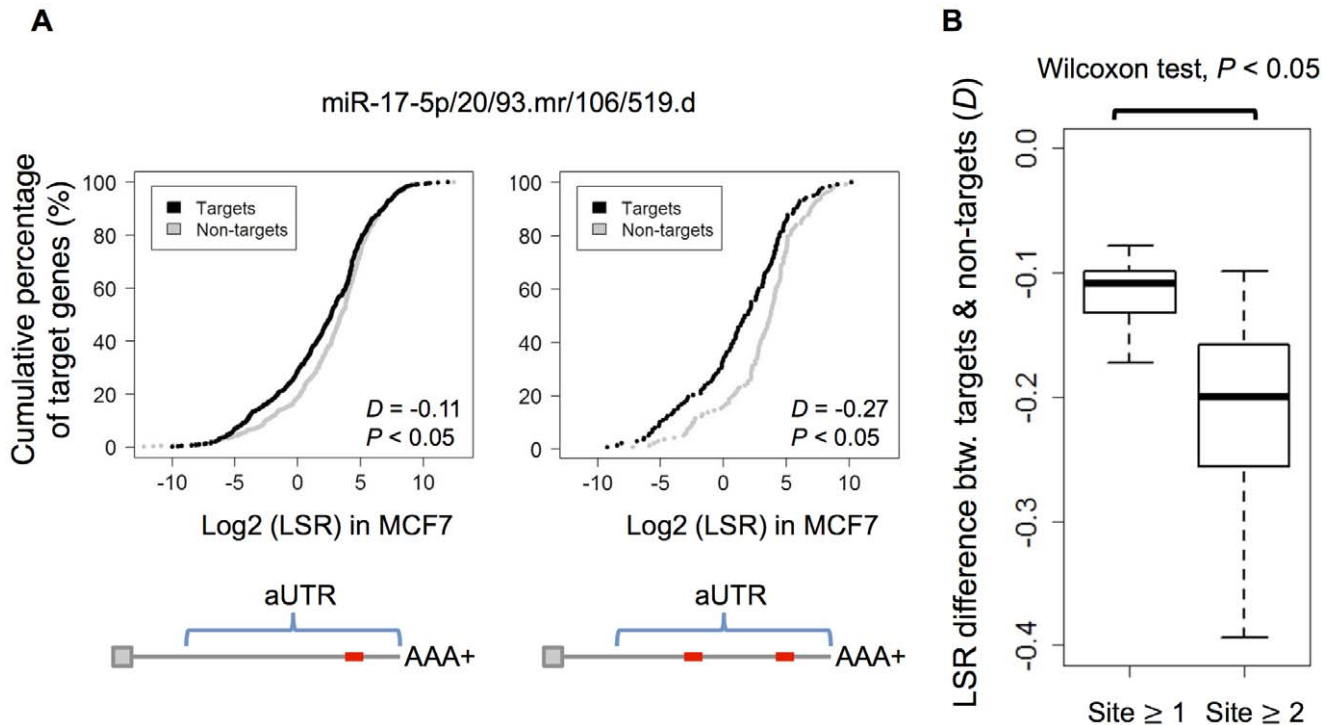 A
miR-17-5p/20/93.mr/106/519.d
Cumulative percentage
of target genes (%)
100
80
60
40
20
0
Targets
Non-targets
D = -0.11
P < 0.05
-10 -5 0 5 10
Log2 (LSR) in MCF7
100
80
60
40
20
0
Targets
Non-targets
D = -0.27
P < 0.05
-10 -5 0 5 10
Log2 (LSR) in MCF7
aUTR
AAA+
aUTR
AAA+
B
Wilcoxon test, P < 0.05
LSR difference btw. targets & non-targets (D)
0.0
-0.1
-0.2
-0.3
-0.4
Site ≥ 1 Site ≥ 2